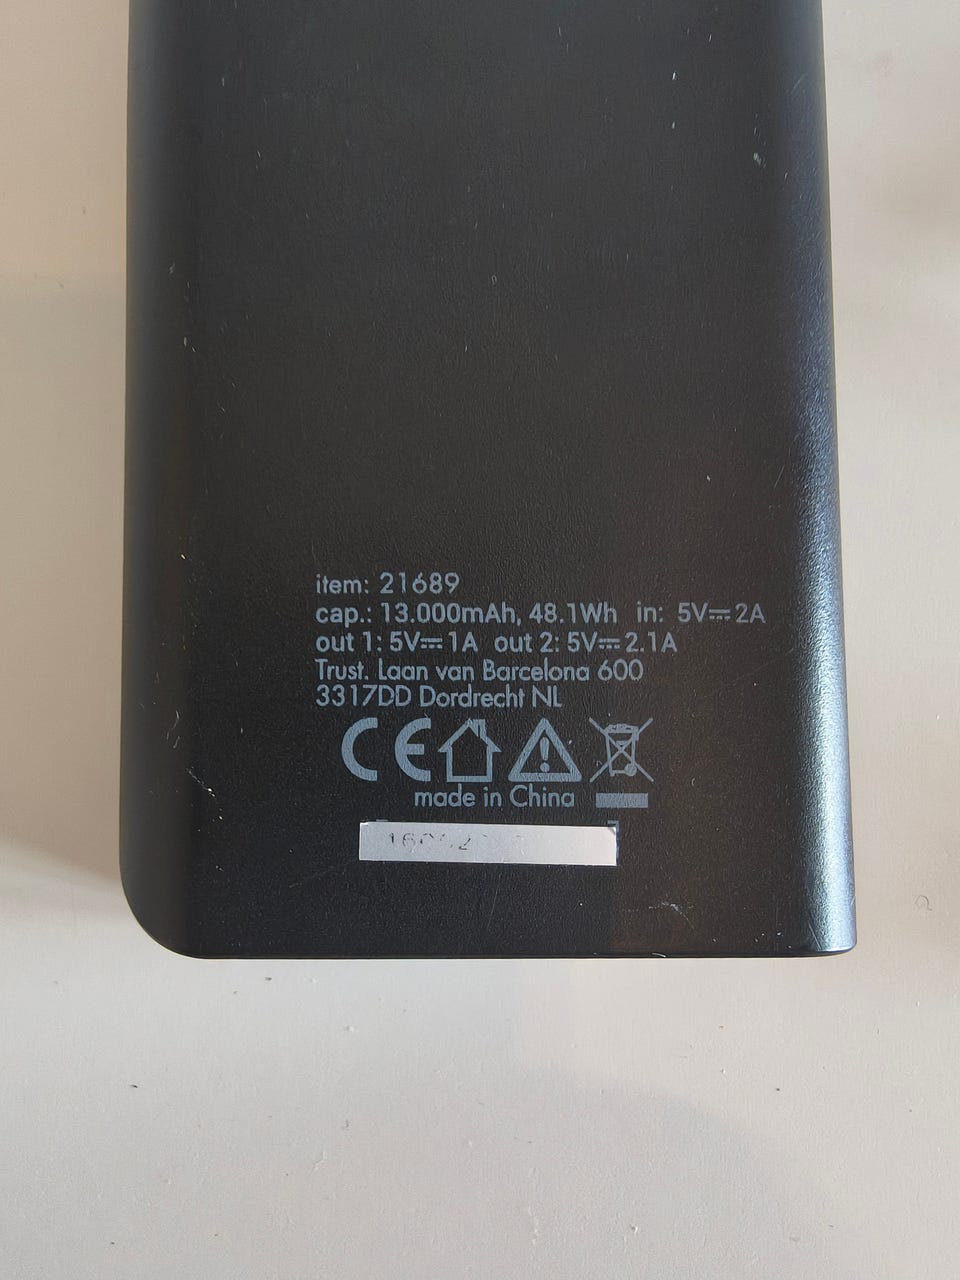 item: 21689
cap.: 13.000mAh, 48.1Wh in: 5V⎓2A
out 1: 5V⎓1A out 2: 5V⎓2.1A
Trust. Laan van Barcelona 600
3317DD Dordrecht NL
CE
made in China